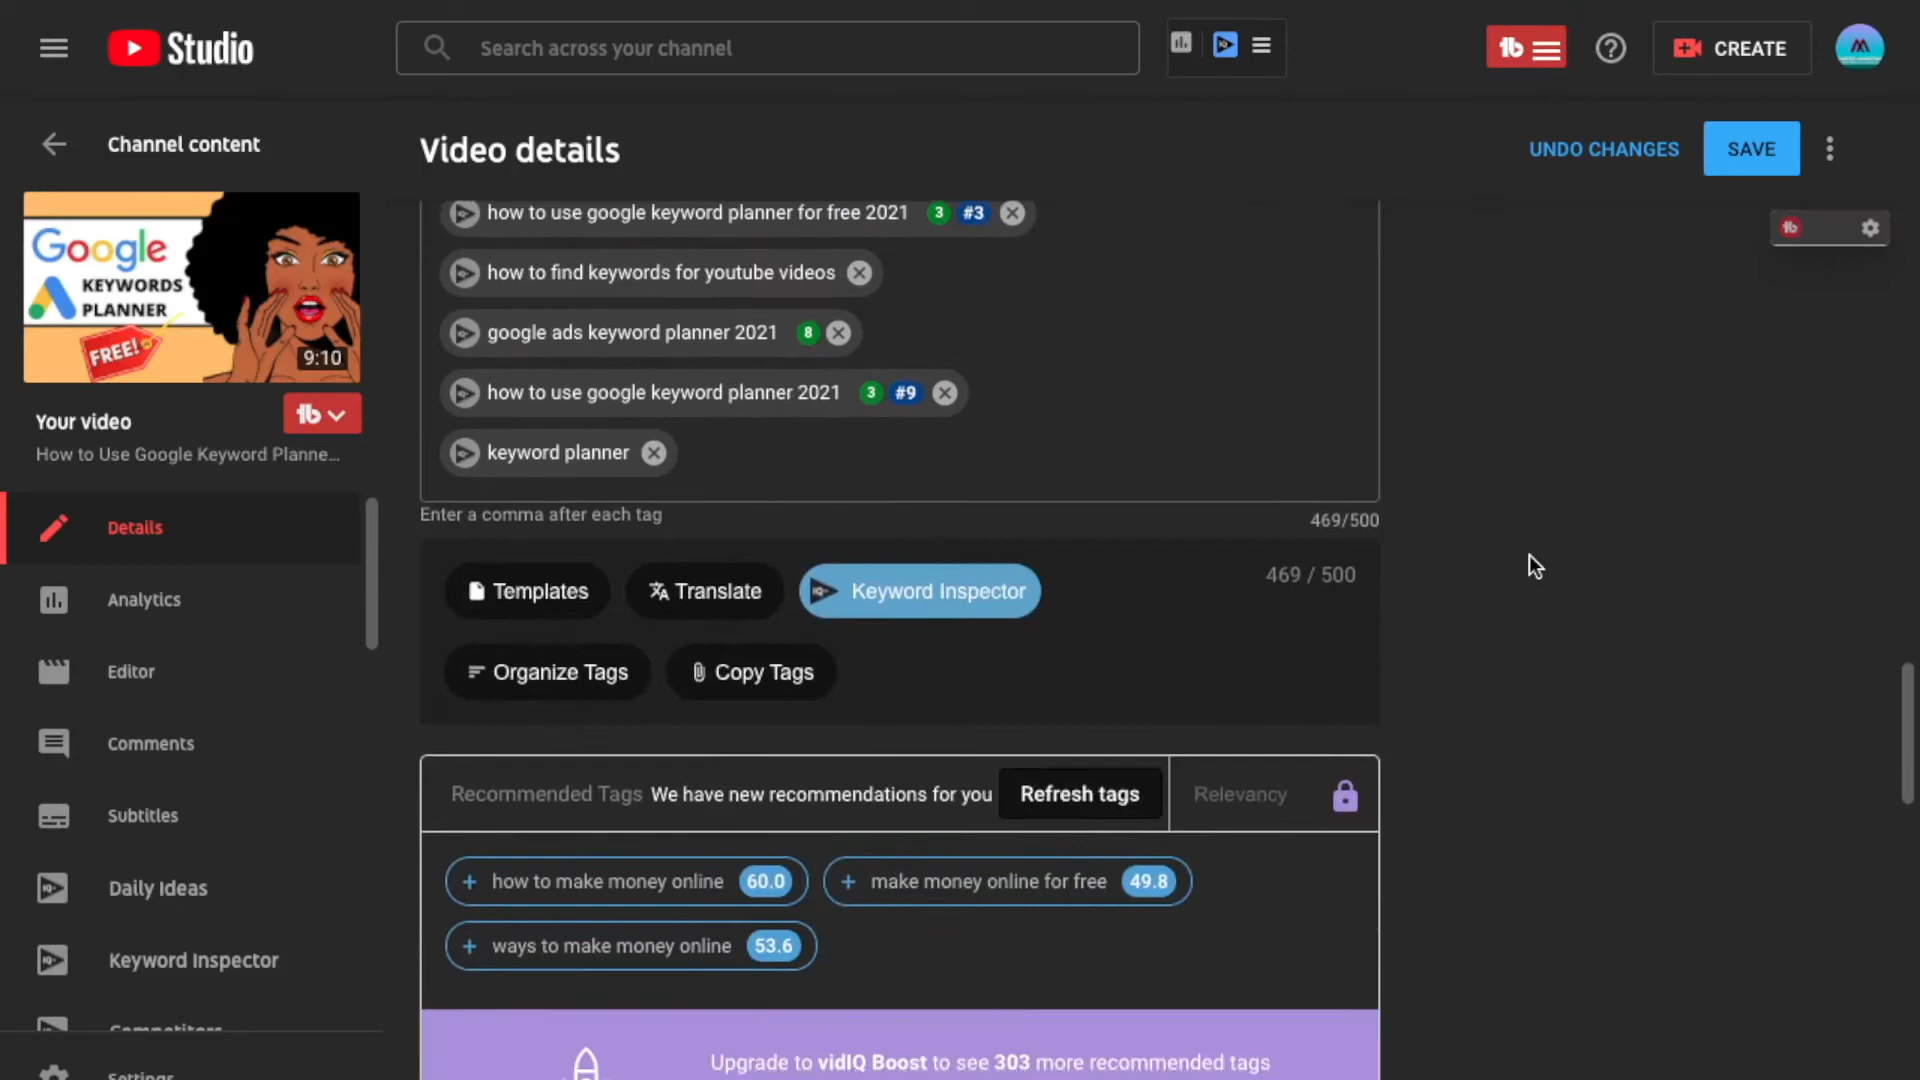 Studio
Search across your channel
CREATE
Channel content
Video details
UNDO CHANGES
SAVE
Google
KEYWORDS
PLANNER
FREE!
9:10
Your video
How to Use Google Keyword Planne...
Details
Analytics
Editor
Comments
Subtitles
Daily Ideas
Keyword Inspector
Competitors
Settings
how to use google keyword planner for free 2021 3 #3
how to find keywords for youtube videos
google ads keyword planner 2021 8
how to use google keyword planner 2021 3 #9
keyword planner
Enter a comma after each tag
469/500
Templates
Translate
Keyword Inspector
469 / 500
Organize Tags
Copy Tags
Recommended Tags We have new recommendations for you Refresh tags
Relevancy
+ how to make money online 60.0
+ make money online for free 49.8
+ ways to make money online 53.6
Upgrade to vidIQ Boost to see 303 more recommended tags